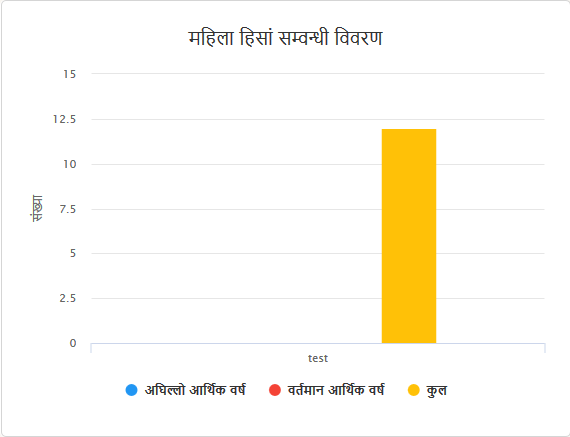 महिला हिसां सम्वन्धी विवरण
15
12.5
10
7.5
5
2.5
0
संख्या
test
अघिल्लो आर्थिक वर्ष वर्तमान आर्थिक वर्ष कुल